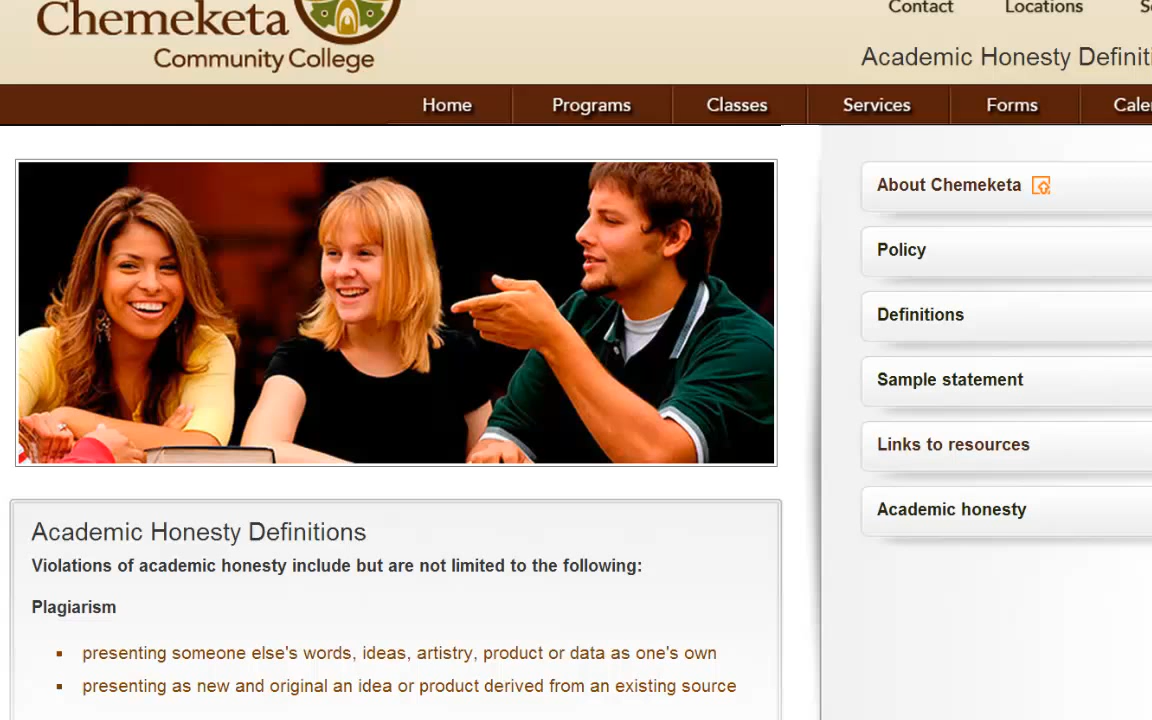 Chemeketa
Community College
Contact Locations
Academic Honesty
Home Programs Classes Services Forms
About Chemeketa
Policy
Definitions
Sample statement
Links to resources
Academic honesty
Academic Honesty Definitions
Violations of academic honesty include but are not limited to the following:
Plagiarism
▪ presenting someone else's words, ideas, artistry, product or data as one's own
▪ presenting as new and original an idea or product derived from an existing source